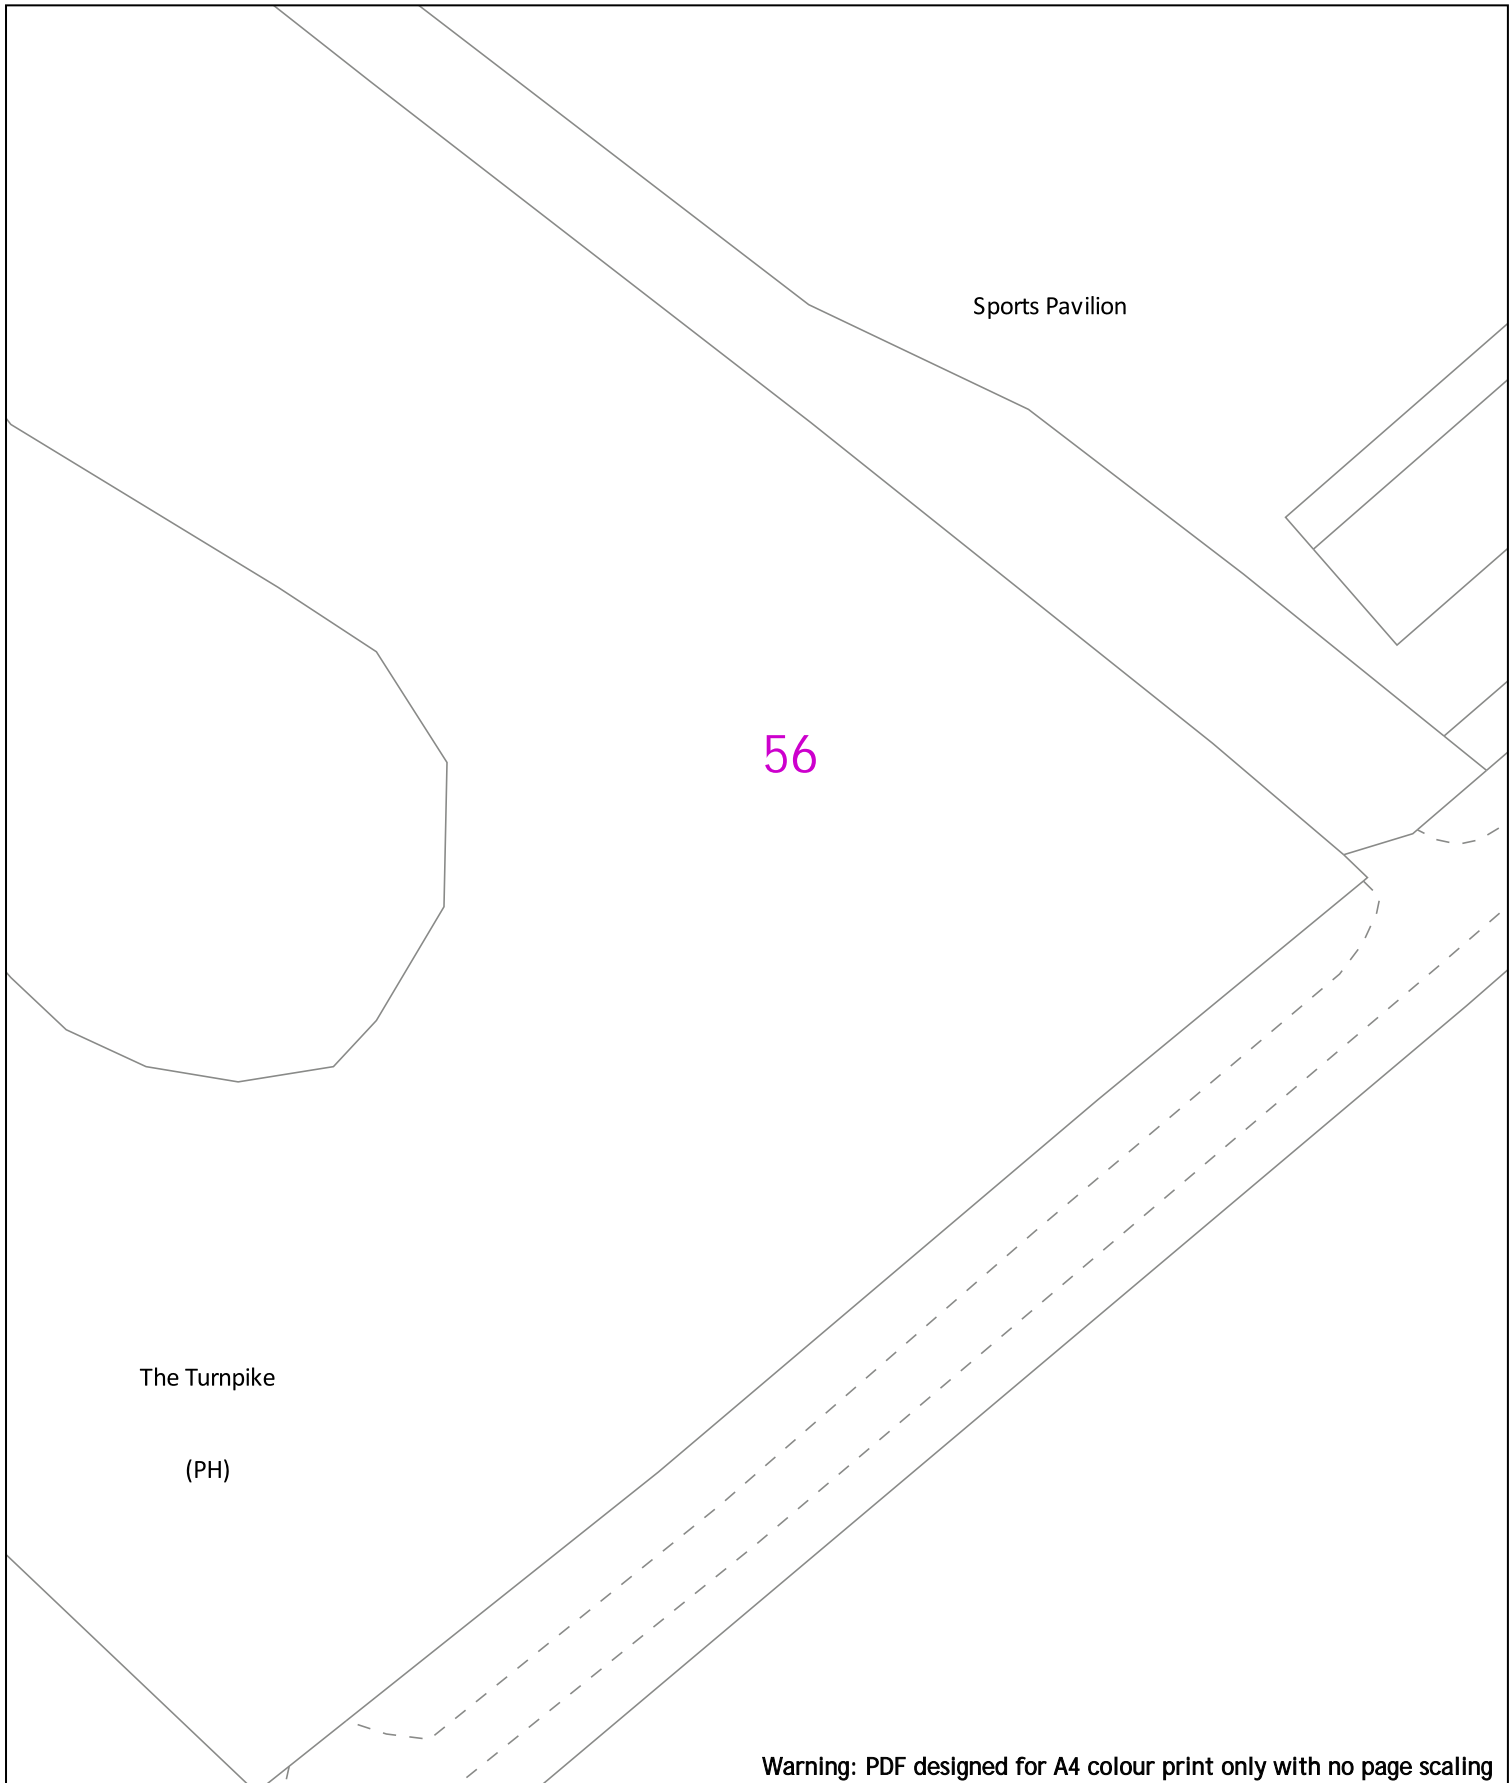 Sports Pavilion
56
The Turnpike
(PH)
Warning: PDF designed for A4 colour print only with no page scaling